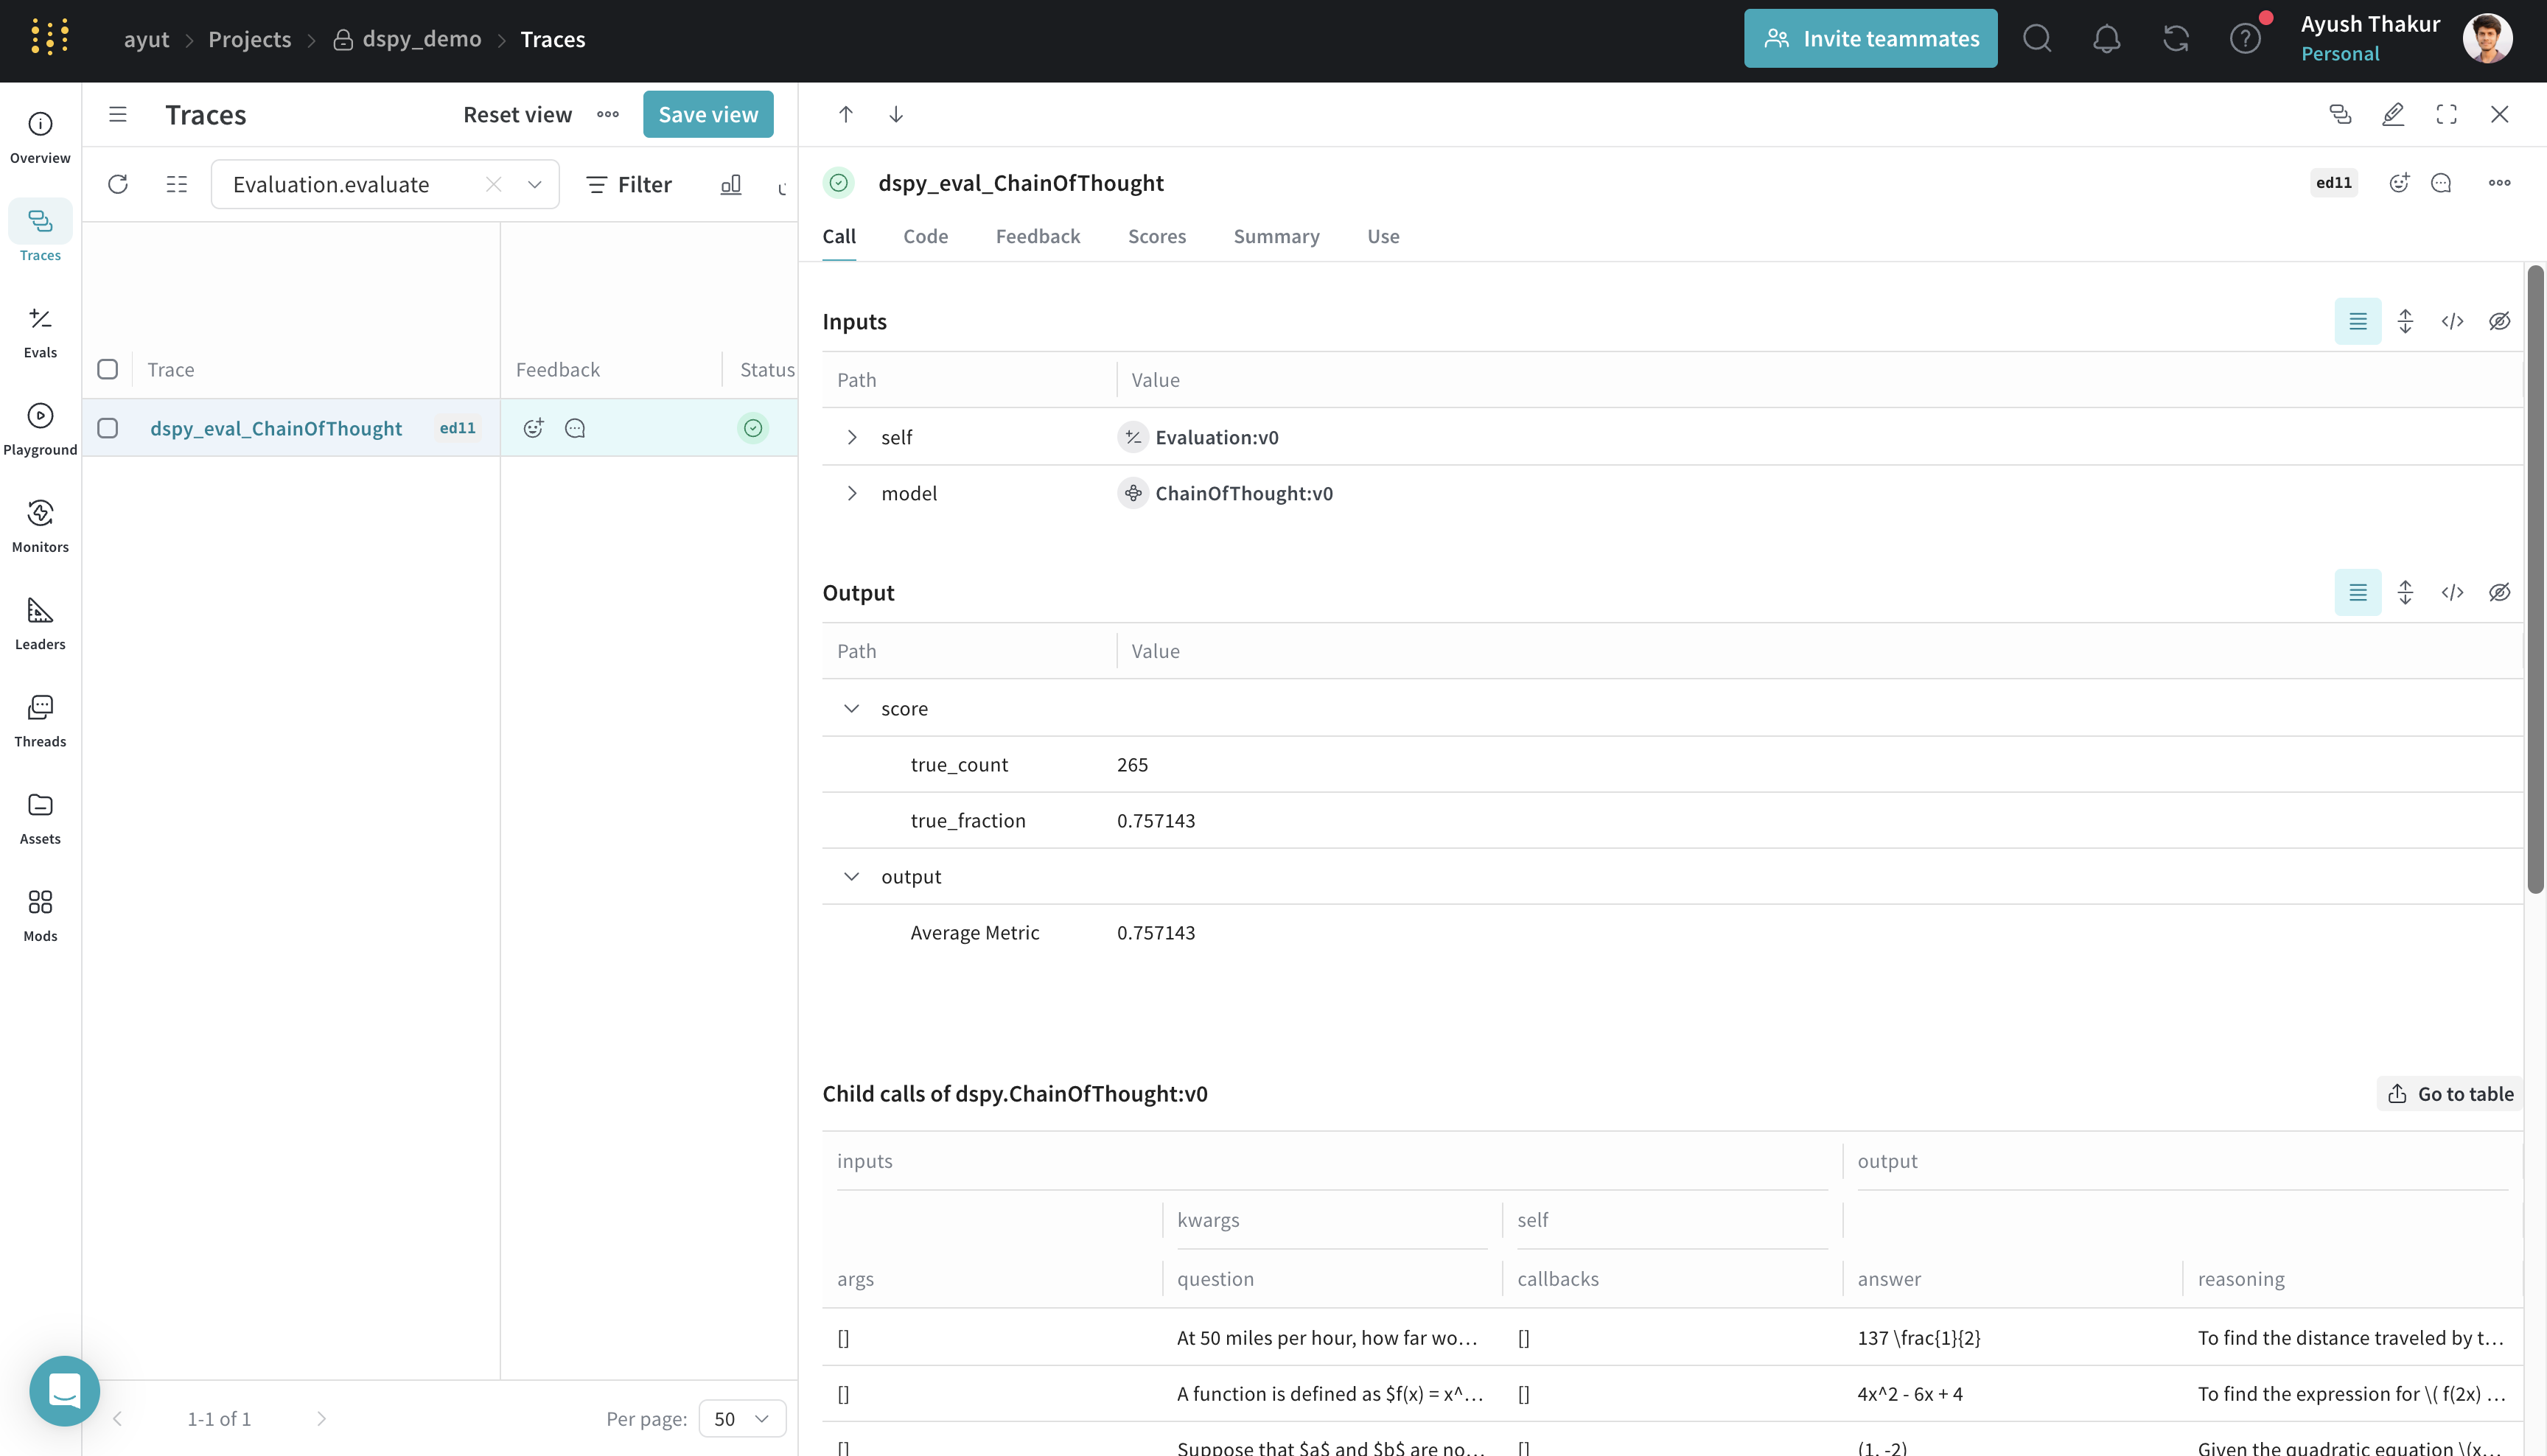 ayut
Projects
dspy_demo
Traces
Invite teammates
Ayush Thakur
Personal
Overview
Traces
Evals
Playground
Monitors
Leaders
Threads
Assets
Mods
Traces
Reset view
Save view
Evaluation.evaluate
Filter
Trace
Feedback
Status
dspy_eval_ChainOfThought
ed11
1-1 of 1
Per page:
50
dspy_eval_ChainOfThought
ed11
Call
Code
Feedback
Scores
Summary
Use
Inputs
Path
Value
self
Evaluation:v0
model
ChainOfThought:v0
Output
Path
Value
score
true_count
265
true_fraction
0.757143
output
Average Metric
0.757143
Child calls of dspy.ChainOfThought:v0
Go to table
inputs
output
kwargs
self
args
question
callbacks
answer
reasoning
[]
At 50 miles per hour, how far wo...
[]
137 \frac{1}{2}
To find the distance traveled by t...
[]
A function is defined as $f(x) = x^...
[]
4x^2 - 6x + 4
To find the expression for \( f(2x) ...
[]
Suppose that $a$ and $b$ are no...
[]
(1, -2)
Given the quadratic equation \(x...